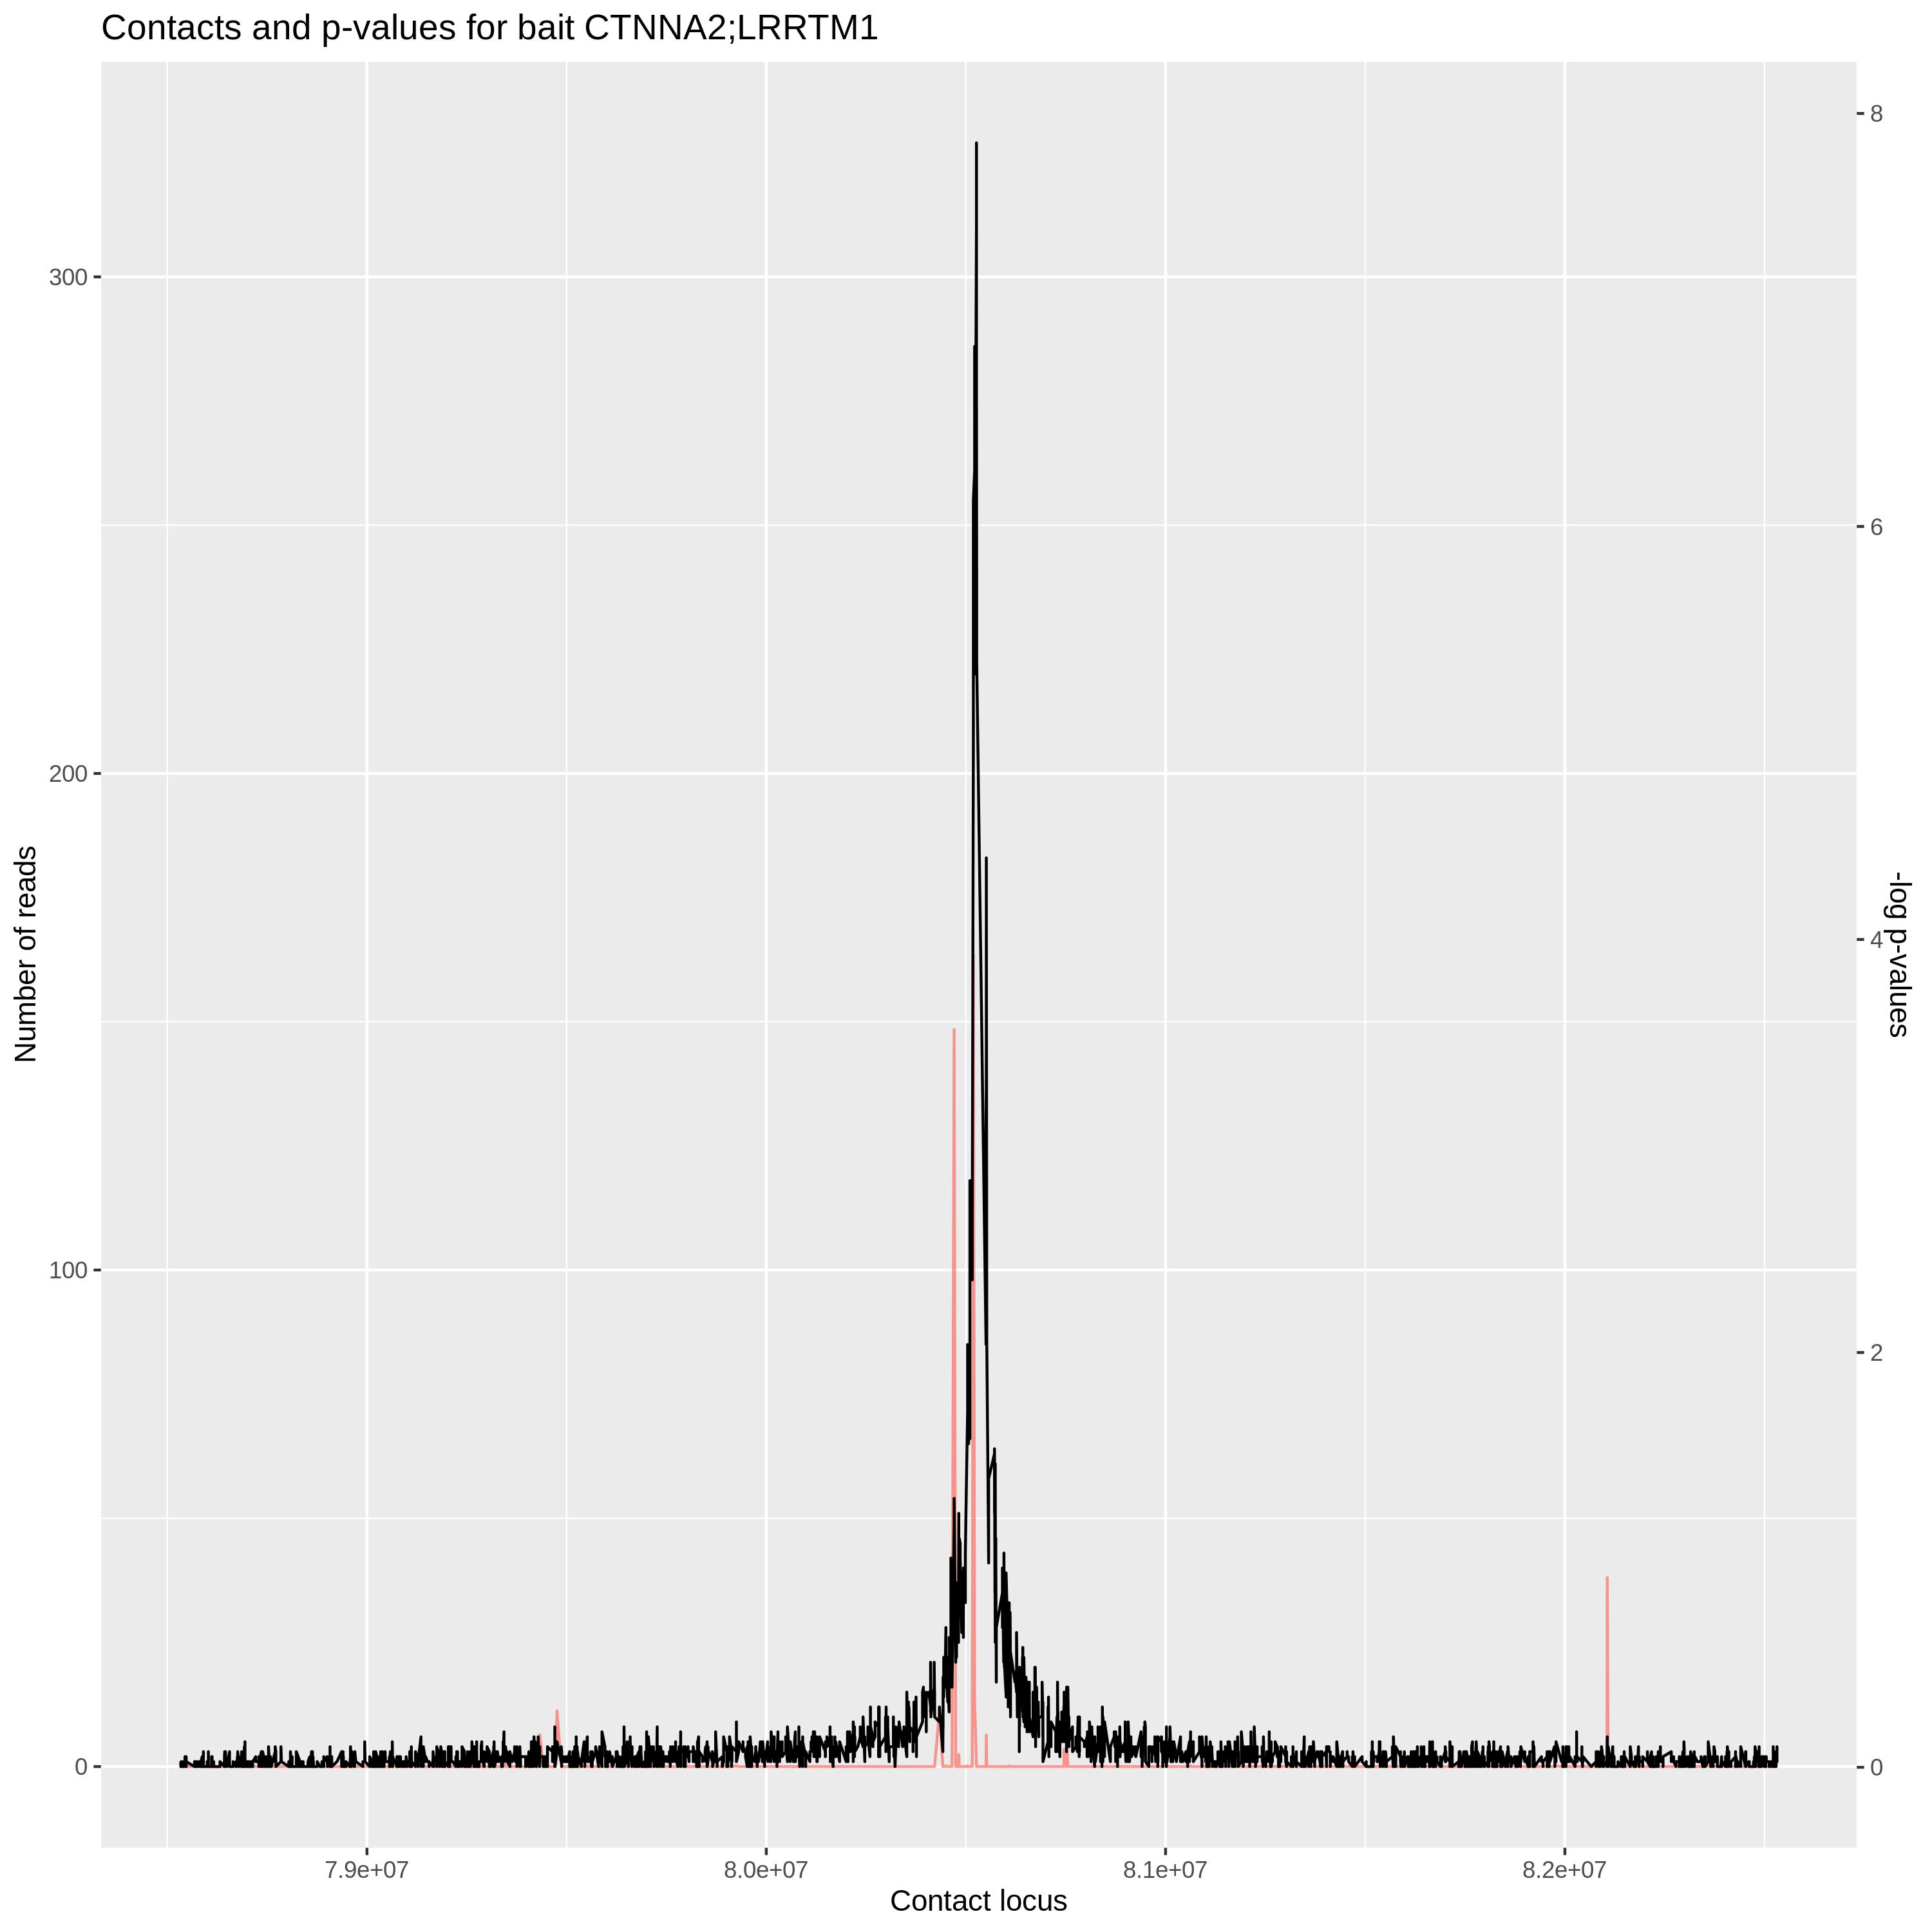 Contacts and p-values for bait CTNNA2;LRRTM1
Number of reads
300
200
100
0
8
6
4
2
0
-log p-values
7.9e+07
8.0e+07
8.1e+07
8.2e+07
Contact locus